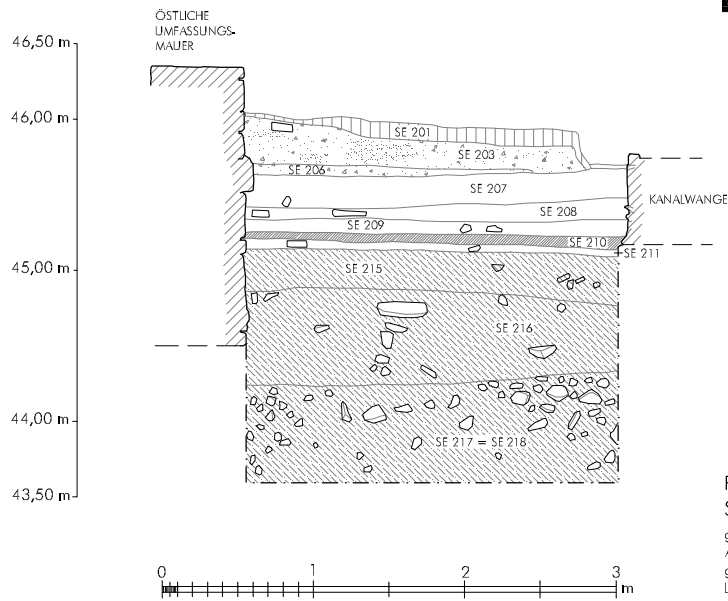 ÖSTLICHE
UMFASSUNGS-
MAUER
46,50 m
46,00 m
SE 201
SE 203
SE 206
SE 207
KANALWANGE
SE 208
SE 209
SE 210
SE 211
45,00 m
SE 215
SE 216
44,00 m
SE 217 = SE 218
43,50 m
0 1 2 3
m